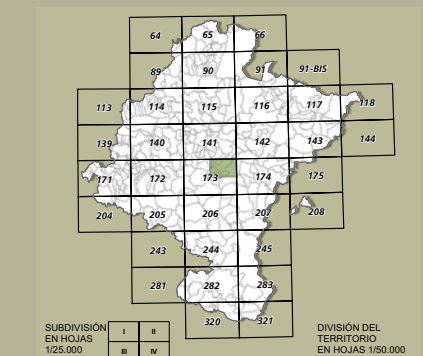 64 65 66
89 90 91 91-BIS
113 114 115 116 117 118
139 140 141 142 143 144
171 172 173 174 175
204 205 206 207 208
243 244 245
281 282 283
320 321
SUBDIVISIÓN
EN HOJAS
1/25.000
I II
III IV
DIVISIÓN DEL
TERRITORIO
EN HOJAS 1/50.000